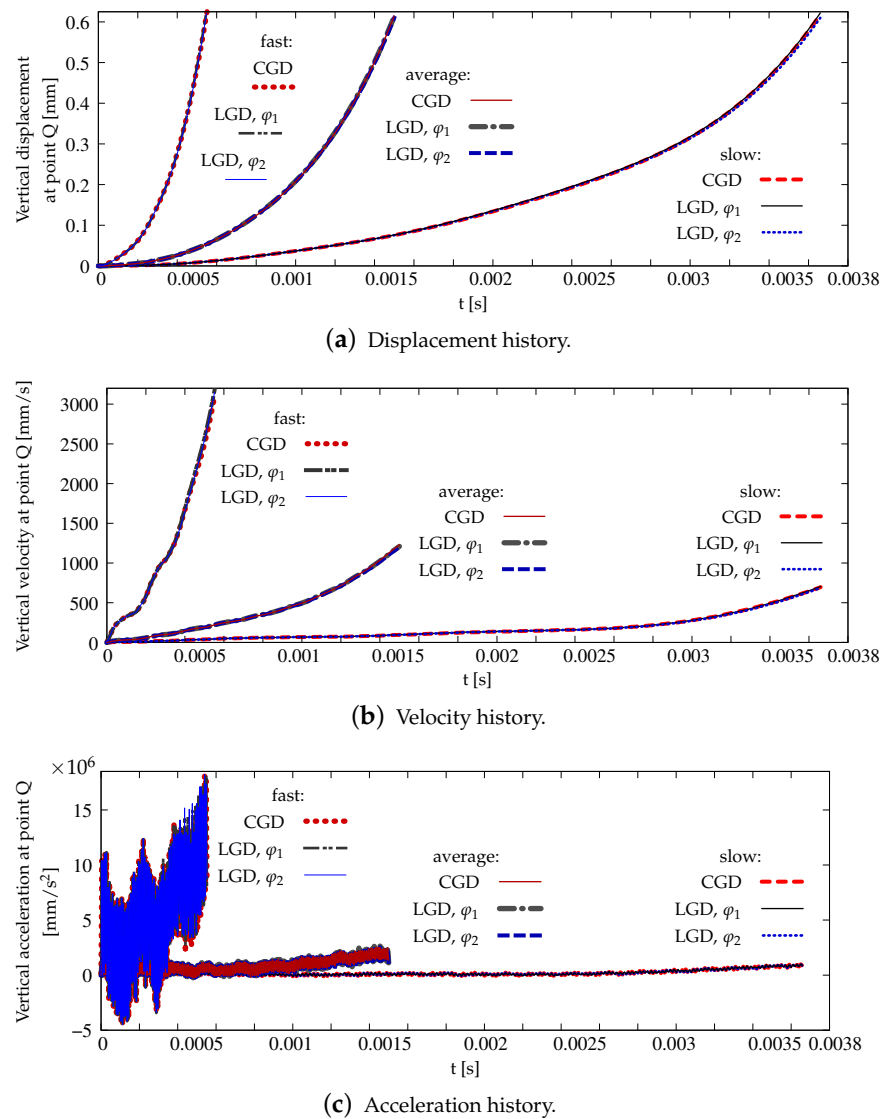 0.6
0.5
0.4
0.3
0.2
0.1
0
Vertical displacement
at point Q [mm]
fast:
CGD
LGD, φ1
LGD, φ2
average:
CGD
LGD, φ1
LGD, φ2
slow:
CGD
LGD, φ1
LGD, φ2
0 0.0005 0.001 0.0015 0.002 0.0025 0.003 0.0035 0.0038
t [s]
(a) Displacement history.
Vertical velocity at point Q [mm/s]
3000
2500
2000
1500
1000
500
0
fast:
CGD
LGD, φ1
LGD, φ2
average:
CGD
LGD, φ1
LGD, φ2
slow:
CGD
LGD, φ1
LGD, φ2
0 0.0005 0.001 0.0015 0.002 0.0025 0.003 0.0035 0.0038
t [s]
(b) Velocity history.
×10⁶
Vertical acceleration at point Q
[mm/s²]
15
10
5
0
−5
fast:
CGD
LGD, φ1
LGD, φ2
average:
CGD
LGD, φ1
LGD, φ2
slow:
CGD
LGD, φ1
LGD, φ2
0 0.0005 0.001 0.0015 0.002 0.0025 0.003 0.0035 0.0038
t [s]
(c) Acceleration history.